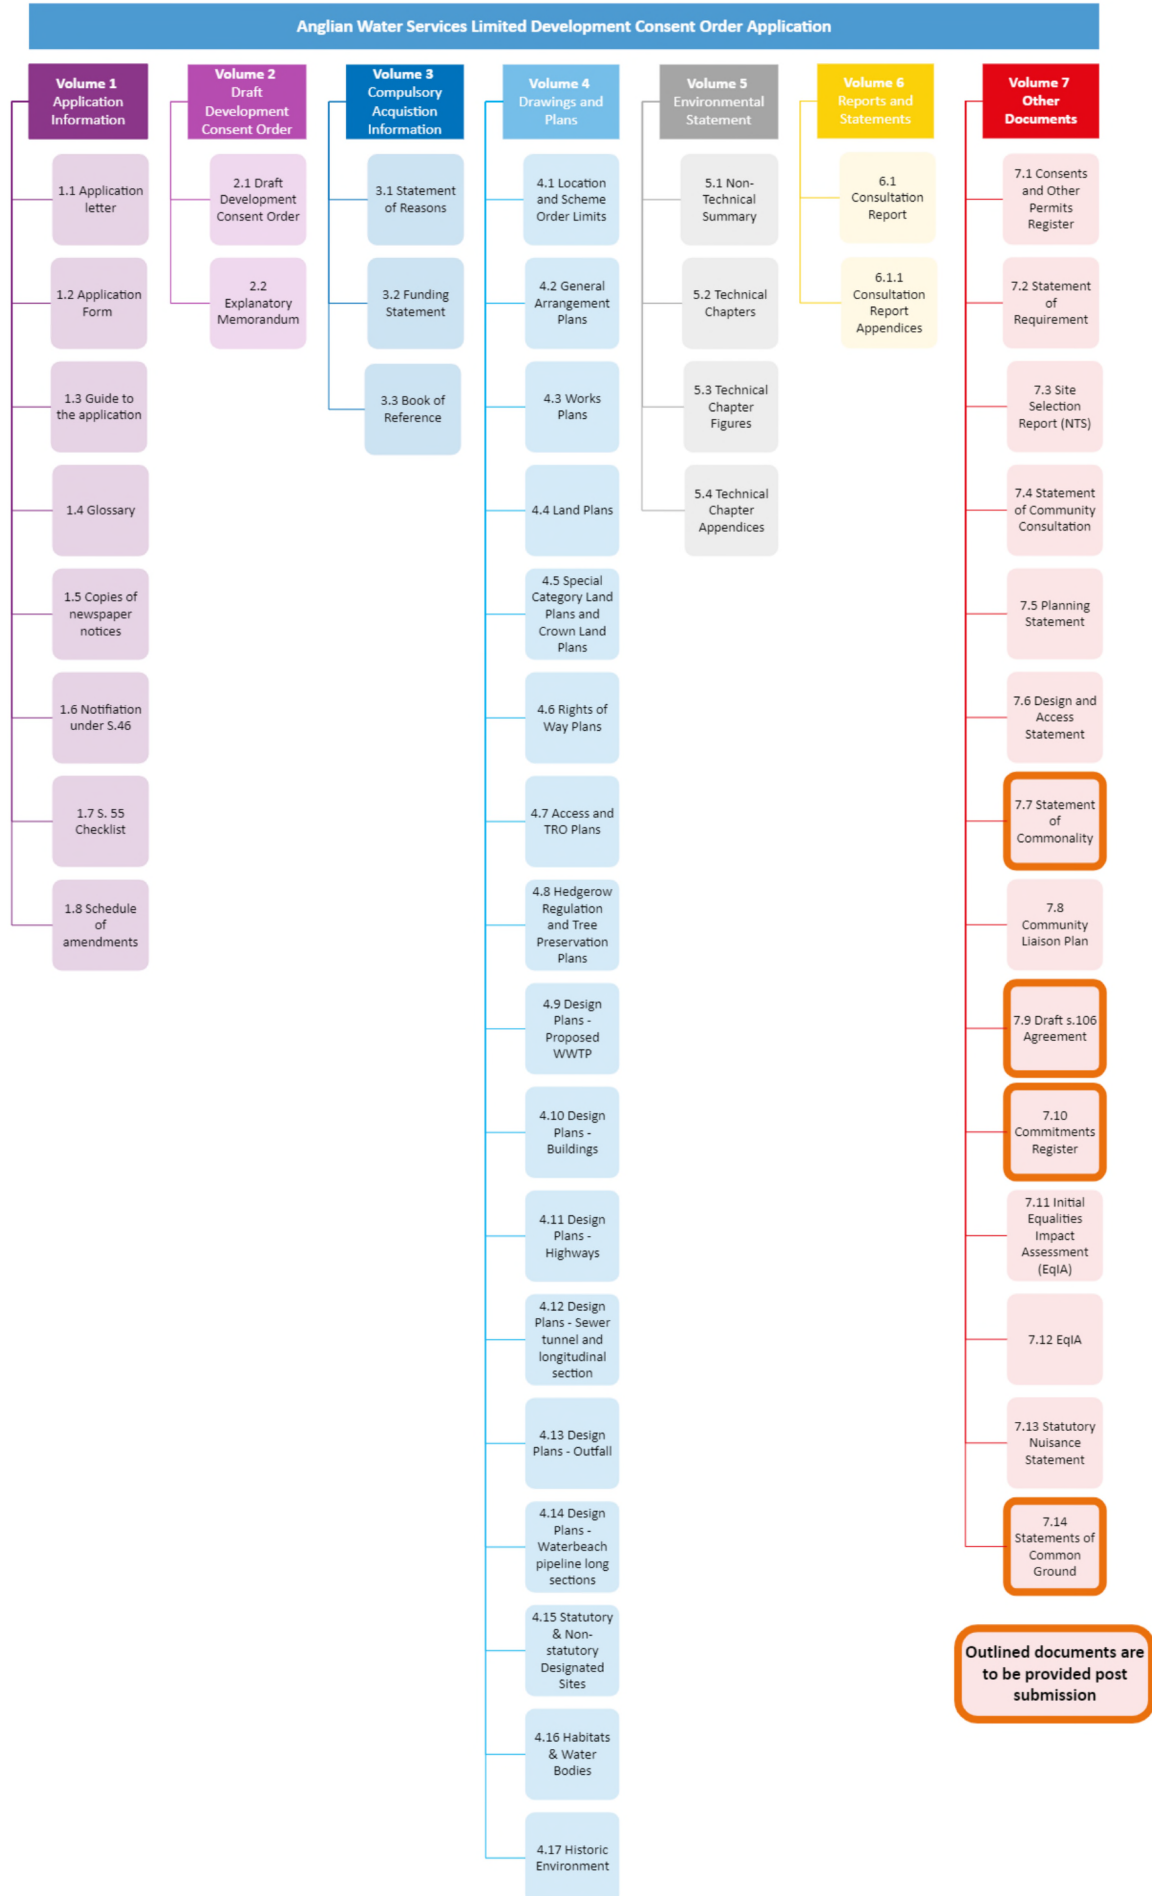 Anglian Water Services Limited Development Consent Order Application
Volume 1
Application
Information
1.1 Application
letter
1.2 Application
Form
1.3 Guide to
the application
1.4 Glossary
1.5 Copies of
newspaper
notices
1.6 Notifiation
under S.46
1.7 S. 55
Checklist
1.8 Schedule
of
amendments
Volume 2
Draft
Development
Consent Order
2.1 Draft
Development
Consent Order
2.2
Explanatory
Memorandum
Volume 3
Compulsory
Acquistion
Information
3.1 Statement
of Reasons
3.2 Funding
Statement
3.3 Book of
Reference
Volume 4
Drawings and
Plans
4.1 Location
and Scheme
Order Limits
4.2 General
Arrangement
Plans
4.3 Works
Plans
4.4 Land Plans
4.5 Special
Category Land
Plans and
Crown Land
Plans
4.6 Rights of
Way Plans
4.7 Access and
TRO Plans
4.8 Hedgerow
Regulation
and Tree
Preservation
Plans
4.9 Design
Plans -
Proposed
WWTP
4.10 Design
Plans -
Buildings
4.11 Design
Plans -
Highways
4.12 Design
Plans - Sewer
tunnel and
longitudinal
section
4.13 Design
Plans - Outfall
4.14 Design
Plans -
Waterbeach
pipeline long
sections
4.15 Statutory
& Non-
statutory
Designated
Sites
4.16 Habitats
& Water
Bodies
4.17 Historic
Environment
Volume 5
Environmental
Statement
5.1 Non-
Technical
Summary
5.2 Technical
Chapters
5.3 Technical
Chapter
Figures
5.4 Technical
Chapter
Appendices
Volume 6
Reports and
Statements
6.1
Consultation
Report
6.1.1
Consultation
Report
Appendices
Volume 7
Other
Documents
7.1 Consents
and Other
Permits
Register
7.2 Statement
of
Requirement
7.3 Site
Selection
Report (NTS)
7.4 Statement
of Community
Consultation
7.5 Planning
Statement
7.6 Design and
Access
Statement
7.7 Statement
of
Commonality
7.8
Community
Liaison Plan
7.9 Draft s.106
Agreement
7.10
Commitments
Register
7.11 Initial
Equalities
Impact
Assessment
(EqIA)
7.12 EqIA
7.13 Statutory
Nuisance
Statement
7.14
Statements of
Common
Ground
Outlined documents are
to be provided post
submission